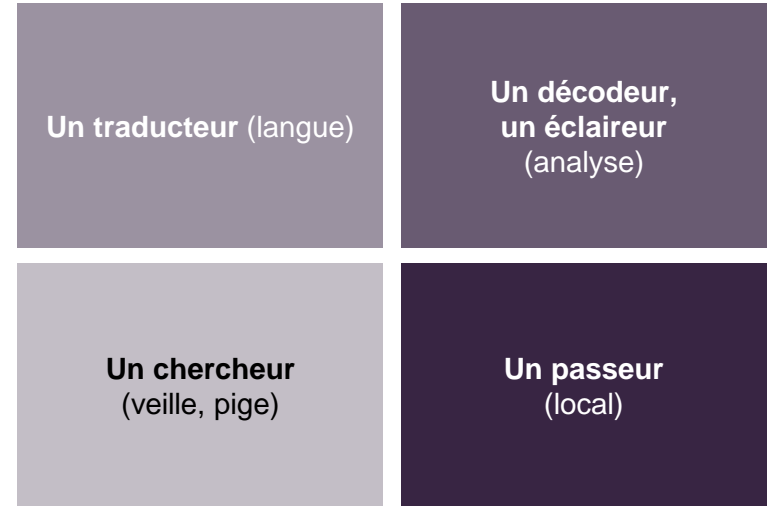 Un traducteur (langue)
Un décodeur,
un éclaireur
(analyse)
Un chercheur
(veille, pige)
Un passeur
(local)